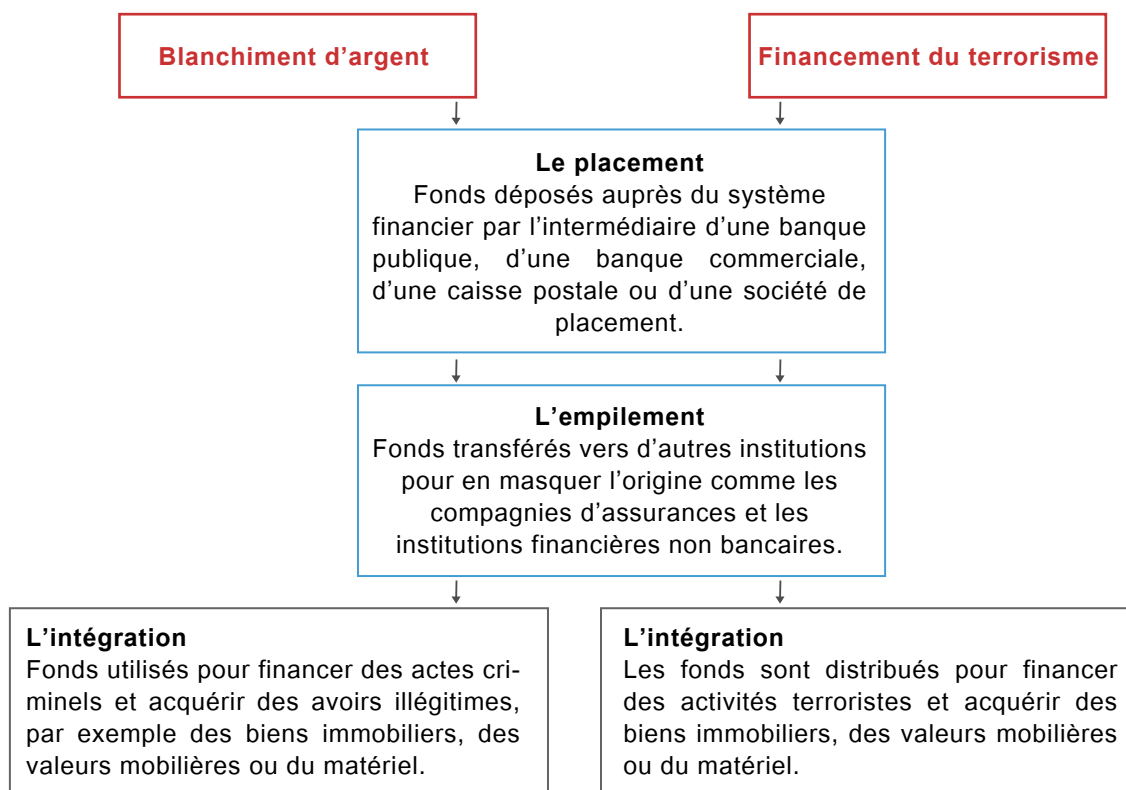 Blanchiment d'argent
Financement du terrorisme
Le placement
Fonds déposés auprès du système
financier par l'intermédiaire d'une banque
publique, d'une banque commerciale,
d'une caisse postale ou d'une société de
placement.
L'empilement
Fonds transférés vers d'autres institutions
pour en masquer l'origine comme les
compagnies d'assurances et les
institutions financières non bancaires.
L'intégration
Fonds utilisés pour financer des actes cri-
minels et acquérir des avoirs illégitimes,
par exemple des biens immobiliers, des
valeurs mobilières ou du matériel.
L'intégration
Les fonds sont distribués pour financer
des activités terroristes et acquérir des
biens immobiliers, des valeurs mobilières
ou du matériel.